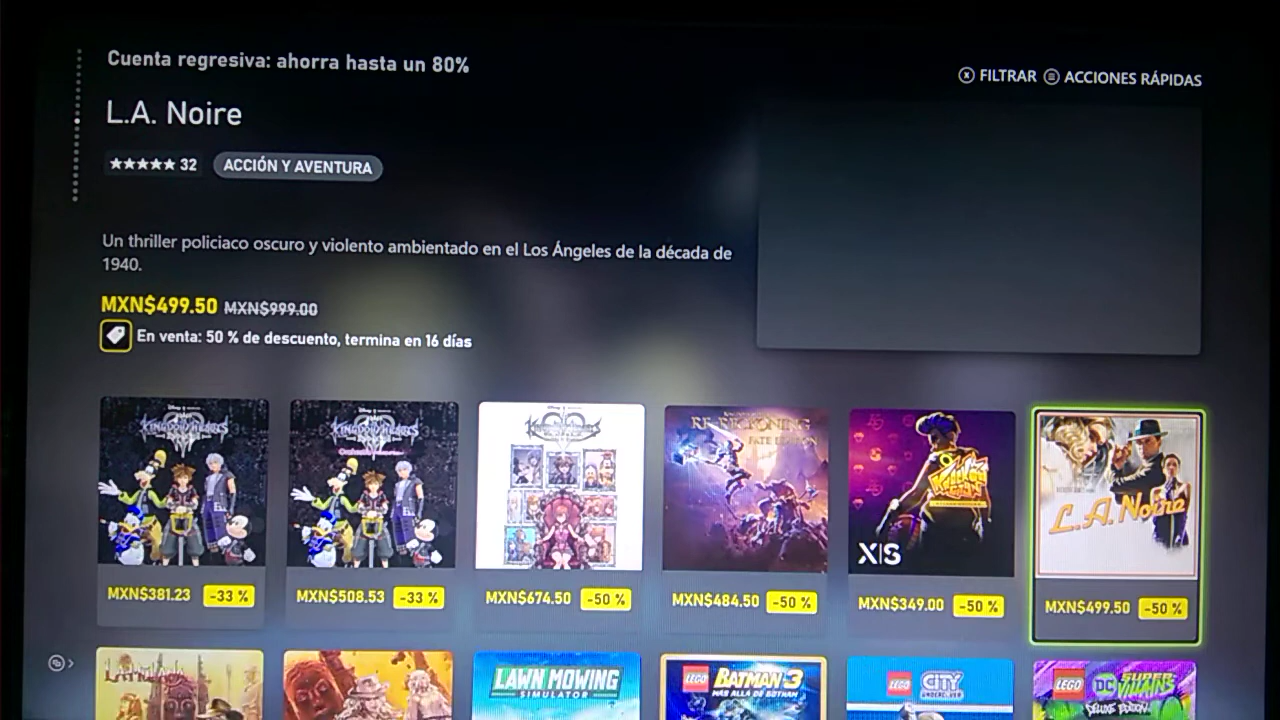 Cuenta regresiva: ahorra hasta un 80%
FILTRAR ACCIONES RÁPIDAS
L.A. Noire
★★★★★ 32 ACCIÓN Y AVENTURA
Un thriller policiaco oscuro y violento ambientado en el Los Ángeles de la década de
1940.
MXN$499.50 MXN$999.00
En venta: 50 % de descuento, termina en 16 días
KINGDOM HEARTS
KINGDOM HEARTS
RE-RECKONING
FATE EDITION
X|S
L.A. Noire
MXN$381.23 -33 %
MXN$508.53 -33 %
MXN$674.50 -50 %
MXN$484.50 -50 %
MXN$349.00 -50 %
MXN$499.50 -50 %
LA-MULANA
LAWN MOWING
SIMULATOR
LEGO BATMAN 3
MÁS ALLÁ DE GOTHAM
LEGO CITY
UNDERCOVER
LEGO DC SUPER
VILLAINS
DELUXE EDITION